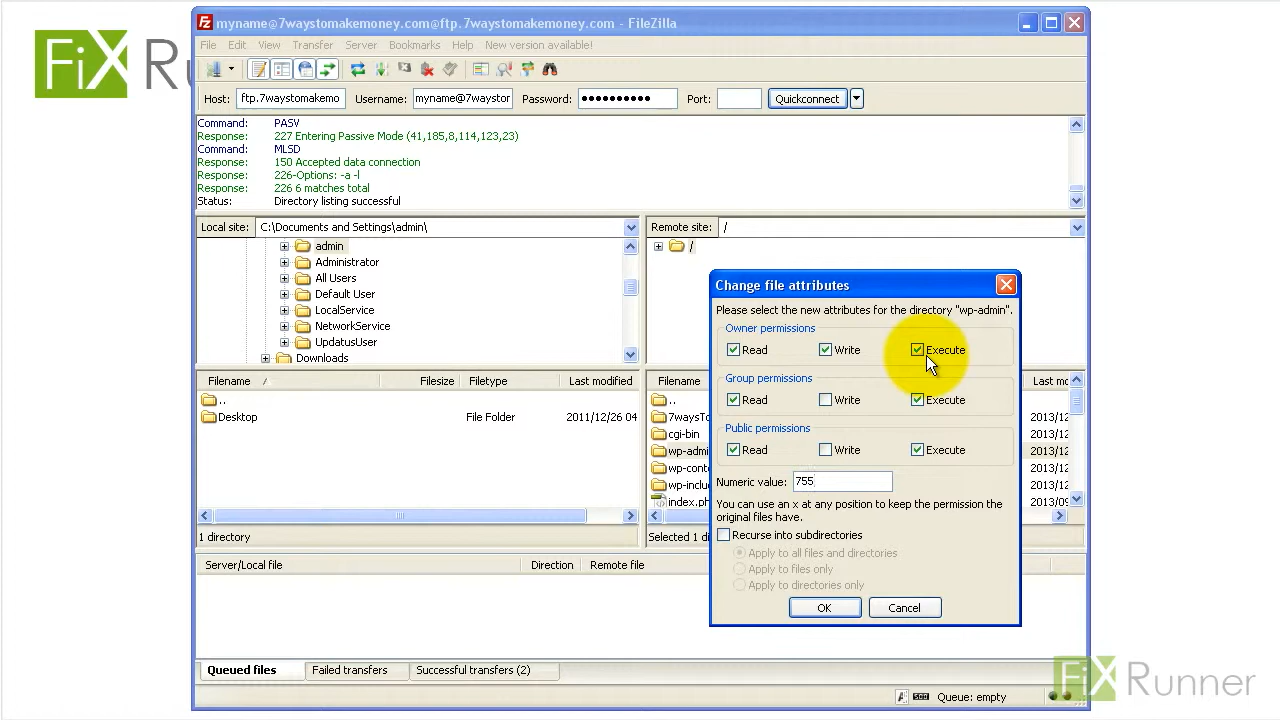 FiX Ru
myname@7waystomakemoney.com@ftp.7waystomakemoney.com - FileZilla
File Edit View Transfer Server Bookmarks Help New version available!
Host: ftp.7waystomakemo Username: myname@7waystor Password: ●●●●●●●●●● Port: Quickconnect
Command: PASV
Response: 227 Entering Passive Mode (41,185,8,114,123,23)
Command: MLSD
Response: 150 Accepted data connection
Response: 226-Options: -a -l
Response: 226 6 matches total
Status: Directory listing successful
Local site: C:\Documents and Settings\admin\
admin
Administrator
All Users
Default User
LocalService
NetworkService
UpdatusUser
Downloads
Remote site: /
/
Filename / Filesize Filetype Last modified
..
Desktop File Folder 2011/12/26 04
1 directory
Filename Last mo
..
7waysTo 2013/12
cgi-bin 2013/12
wp-admi 2013/12
wp-conte 2013/12
wp-includ 2013/12
index.ph 2013/09
Selected 1 di
Change file attributes
Please select the new attributes for the directory "wp-admin".
Owner permissions
Read Write Execute
Group permissions
Read Write Execute
Public permissions
Read Write Execute
Numeric value: 755
You can use an x at any position to keep the permission the
original files have.
Recurse into subdirectories
Apply to all files and directories
Apply to files only
Apply to directories only
OK Cancel
Server/Local file Direction Remote file
Queued files Failed transfers Successful transfers (2)
Queue: empty
FiX Runner